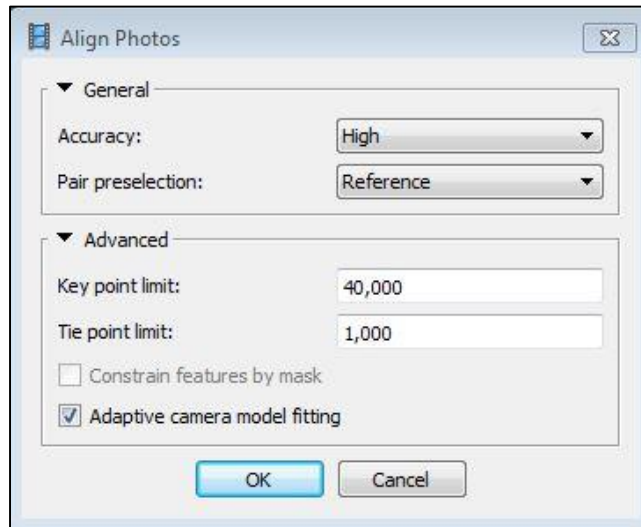 Align Photos
General
Accuracy: High
Pair preselection: Reference
Advanced
Key point limit: 40,000
Tie point limit: 1,000
Constrain features by mask
Adaptive camera model fitting
OK Cancel